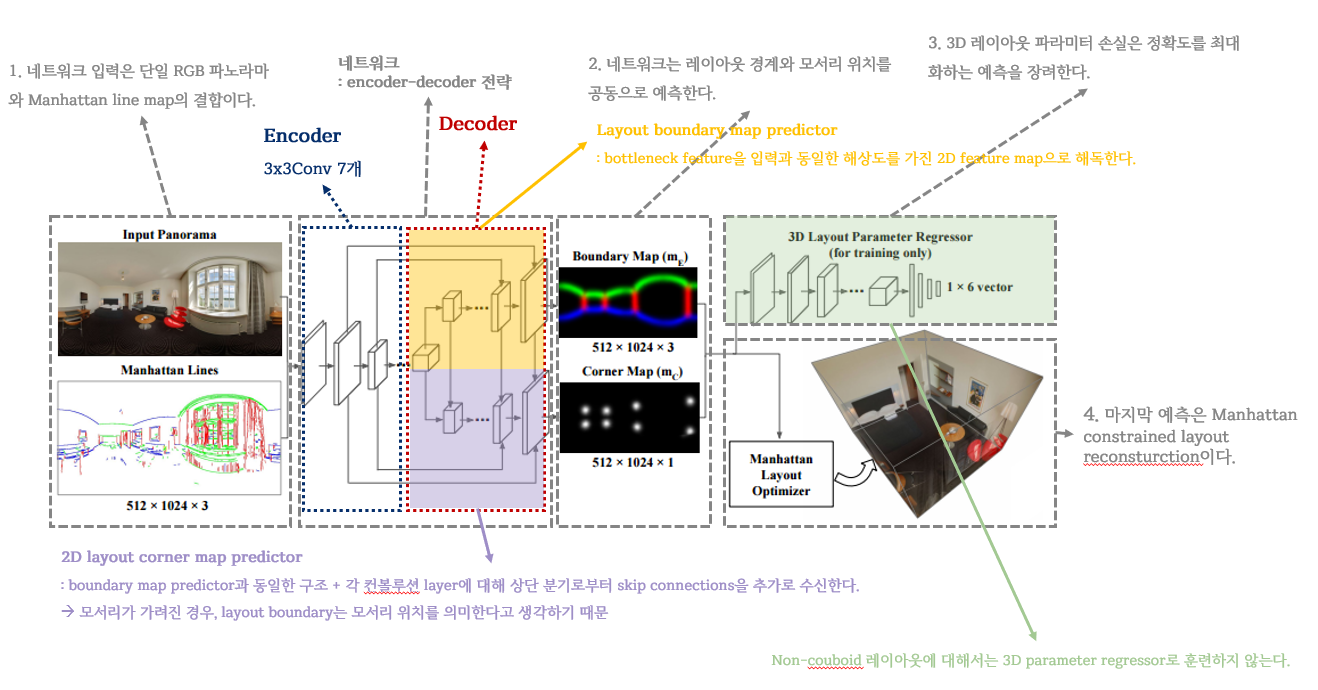 1. 네트워크 입력은 단일 RGB 파노라마
와 Manhattan line map의 결합이다.
네트워크
: encoder-decoder 전략
2. 네트워크는 레이아웃 경계와 모서리 위치를
공동으로 예측한다.
3. 3D 레이아웃 파라미터 손실은 정확도를 최대
화하는 예측을 장려한다.
Encoder
3x3Conv 7개
Decoder
Layout boundary map predictor
: bottleneck feature을 입력과 동일한 해상도를 가진 2D feature map으로 해독한다.
Input Panorama
Manhattan Lines
512 × 1024 × 3
Boundary Map (mE)
512 × 1024 × 3
Corner Map (mC)
512 × 1024 × 1
3D Layout Parameter Regressor
(for training only)
1 × 6 vector
Manhattan
Layout
Optimizer
4. 마지막 예측은 Manhattan
constrained layout
reconsturction이다.
2D layout corner map predictor
: boundary map predictor과 동일한 구조 + 각 컨볼루션 layer에 대해 상단 분기로부터 skip connections을 추가로 수신한다.
→ 모서리가 가려진 경우, layout boundary는 모서리 위치를 의미한다고 생각하기 때문
Non-couboid 레이아웃에 대해서는 3D parameter regressor로 훈련하지 않는다.